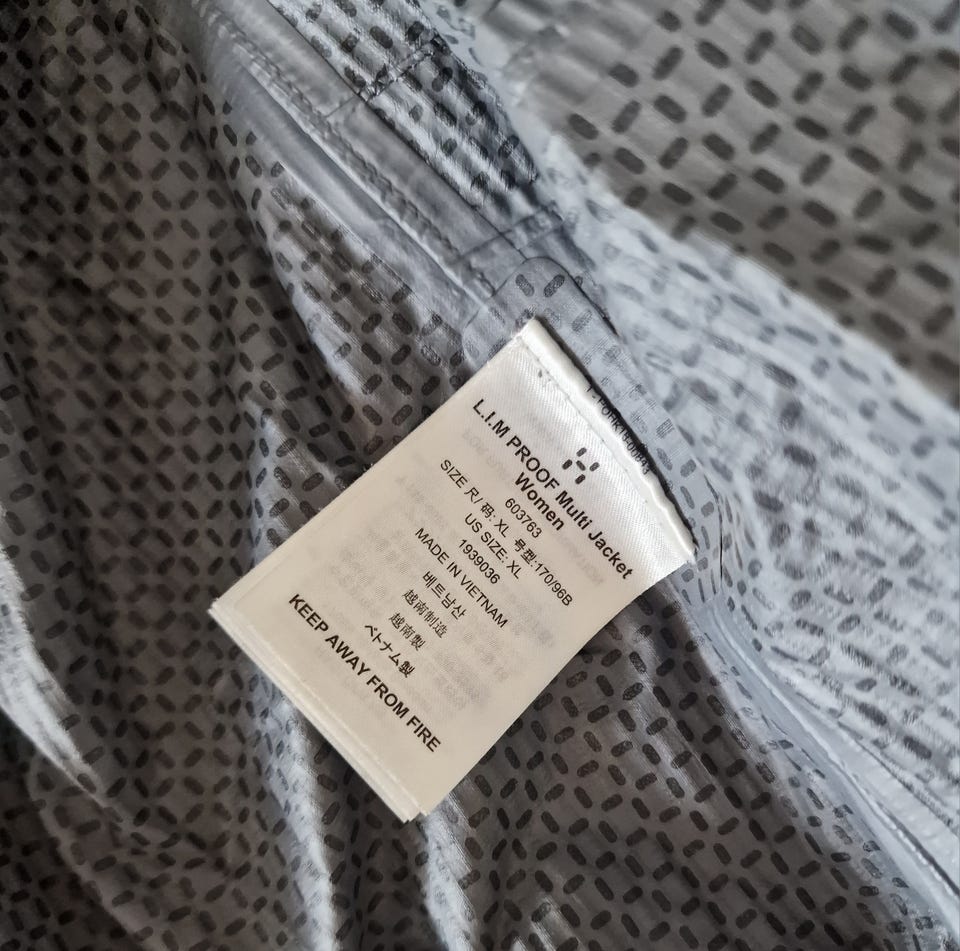 L.I.M PROOF Multi Jacket
Women
603763
SIZE R/ 码: XL 号型:170/96B
US SIZE: XL
1939036
MADE IN VIETNAM
베트남산
越南制造
越南製
ベトナム製
KEEP AWAY FROM FIRE